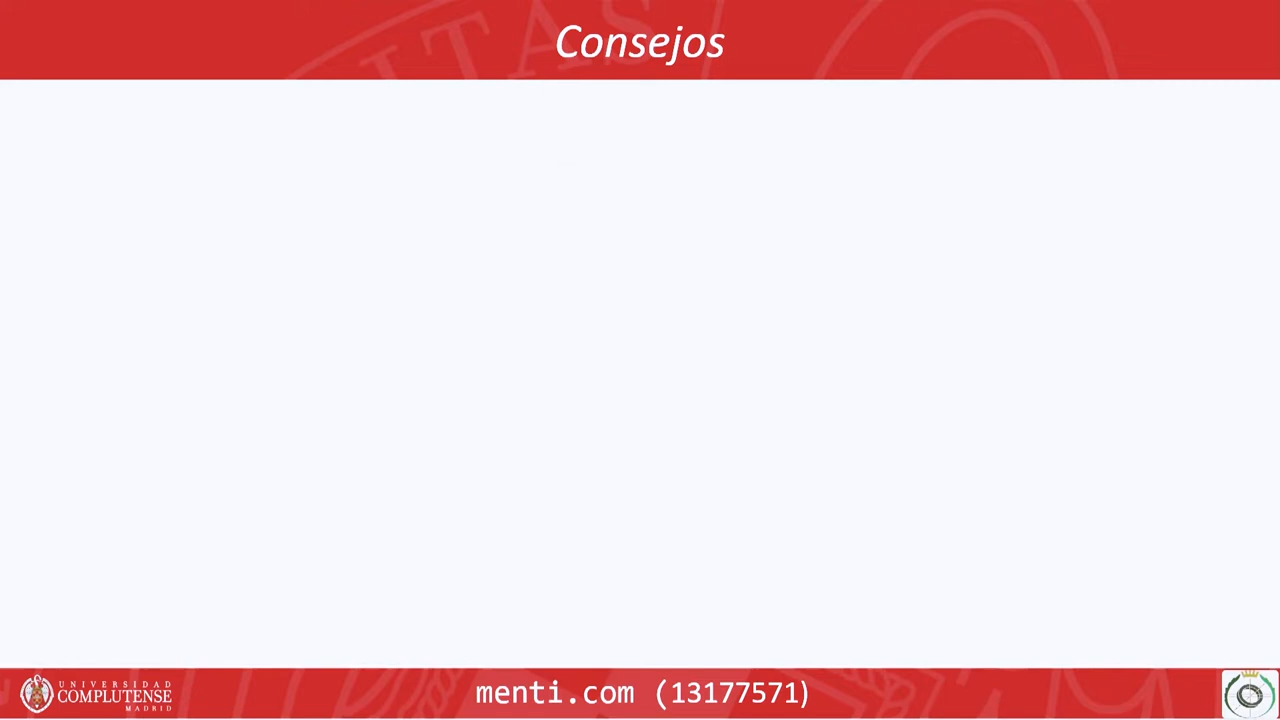 Consejos
UNIVERSIDAD
COMPLUTENSE
MADRID
menti.com (13177571)